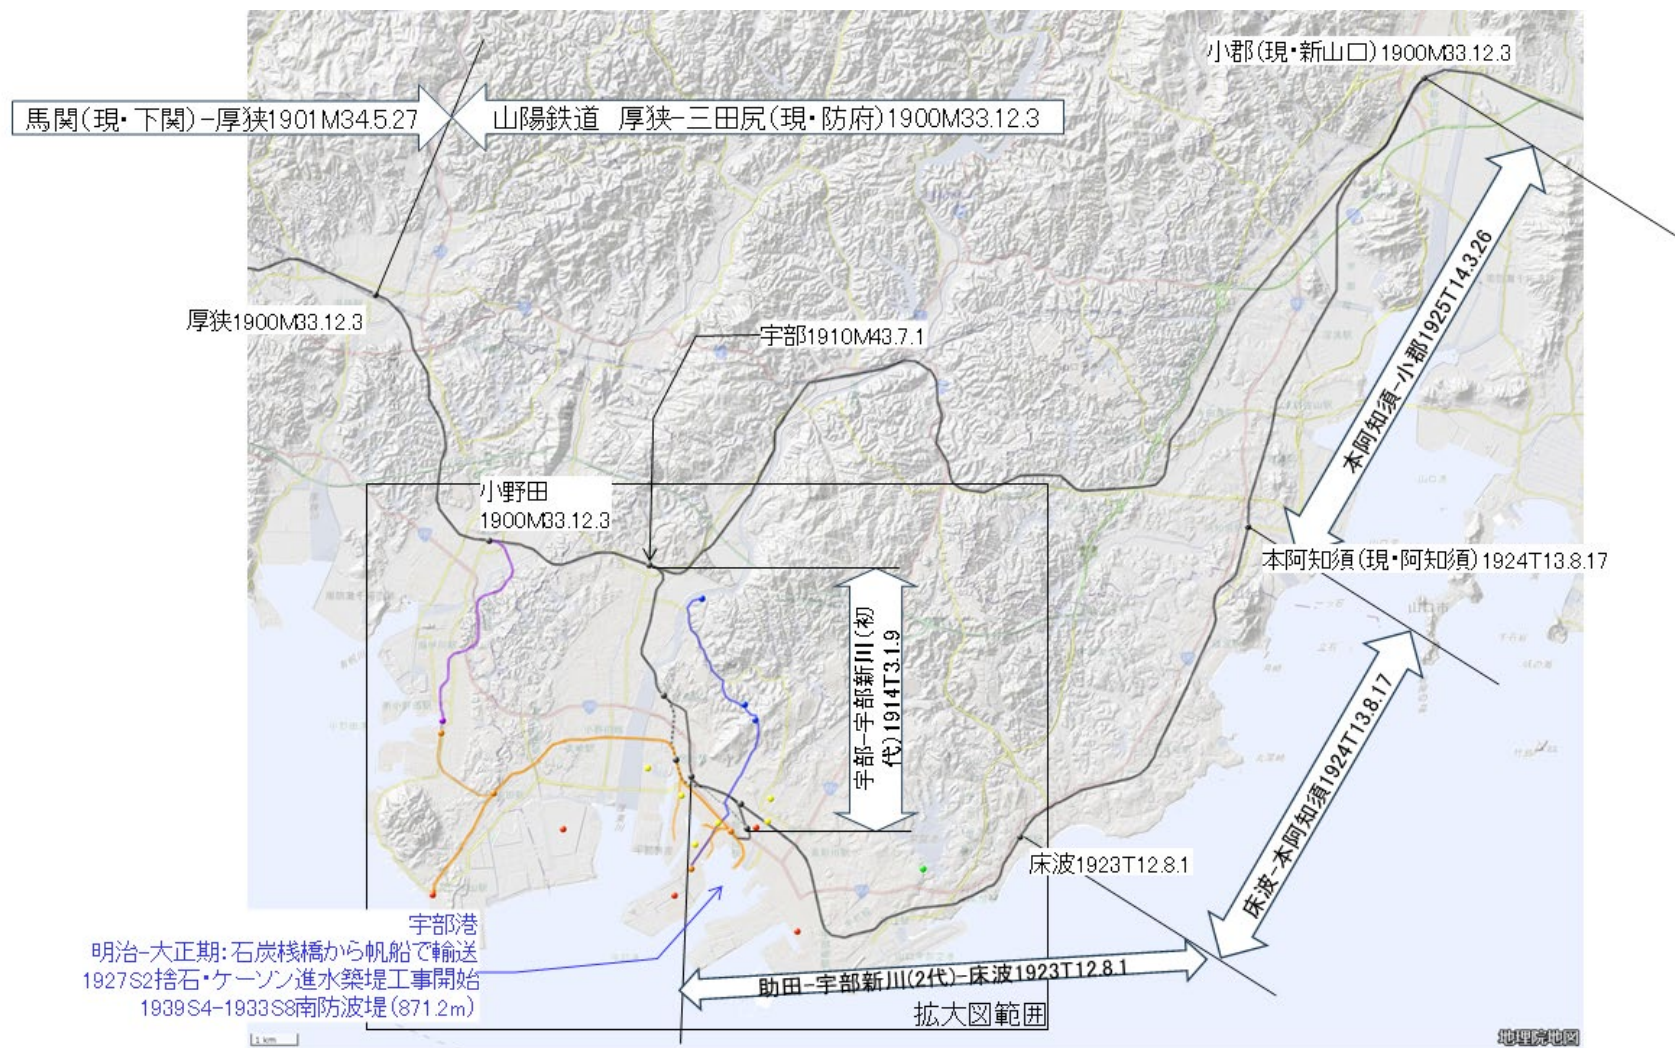 小郡(現・新山口)1900M33.12.3
馬関(現・下関)-厚狭1901M34.5.27
山陽鉄道 厚狭-三田尻(現・防府)1900M33.12.3
本阿知須-小郡1925T14.3.26
厚狭1900M33.12.3
宇部1910M43.7.1
小野田
1900M33.12.3
本阿知須(現・阿知須)1924T13.8.17
山口市
宇部-宇部新川(初
代)1914T3.1.9
床波-本阿知須1924T13.8.17
床波1923T12.8.1
宇部港
明治-大正期:石炭桟橋から帆船で輸送
1927S2捨石・ケーソン進水築堤工事開始
1939S4-1933S8南防波堤(871.2m)
助田-宇部新川(2代)-床波1923T12.8.1
拡大図範囲
1 km
地理院地図